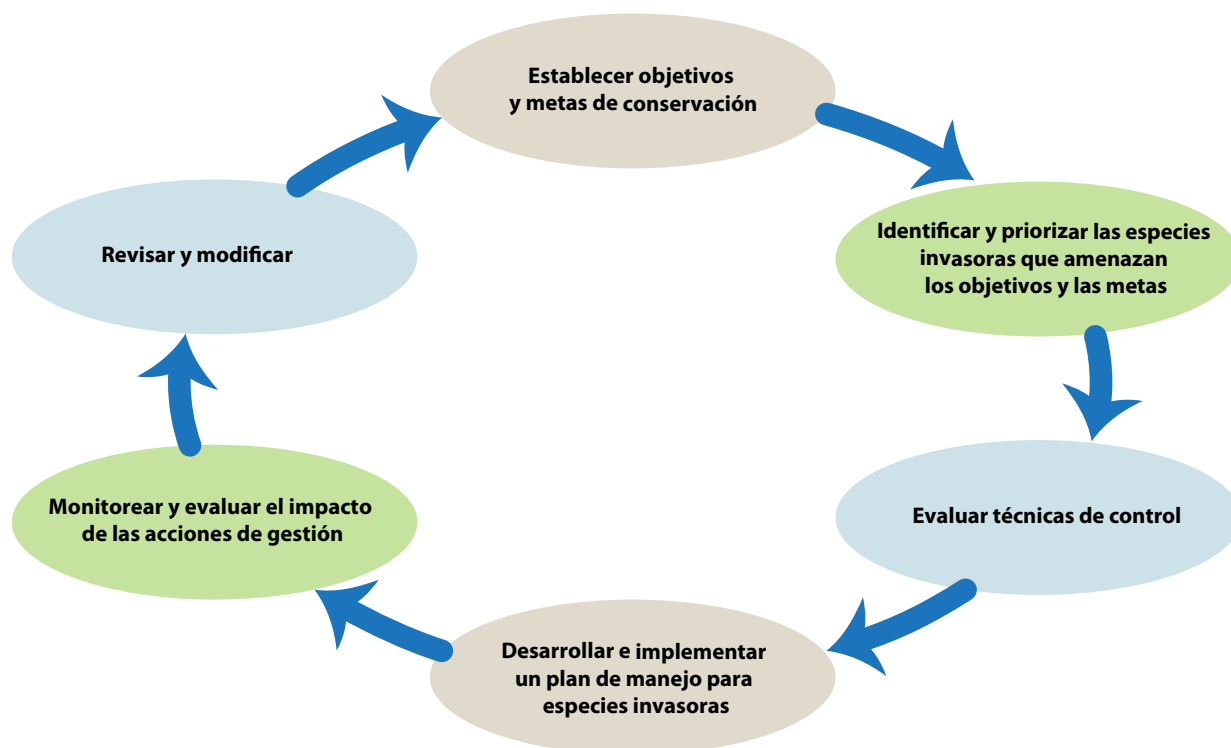 Establecer objetivos
y metas de conservación
Identificar y priorizar las especies
invasoras que amenazan
los objetivos y las metas
Evaluar técnicas de control
Desarrollar e implementar
un plan de manejo para
especies invasoras
Monitorear y evaluar el impacto
de las acciones de gestión
Revisar y modificar